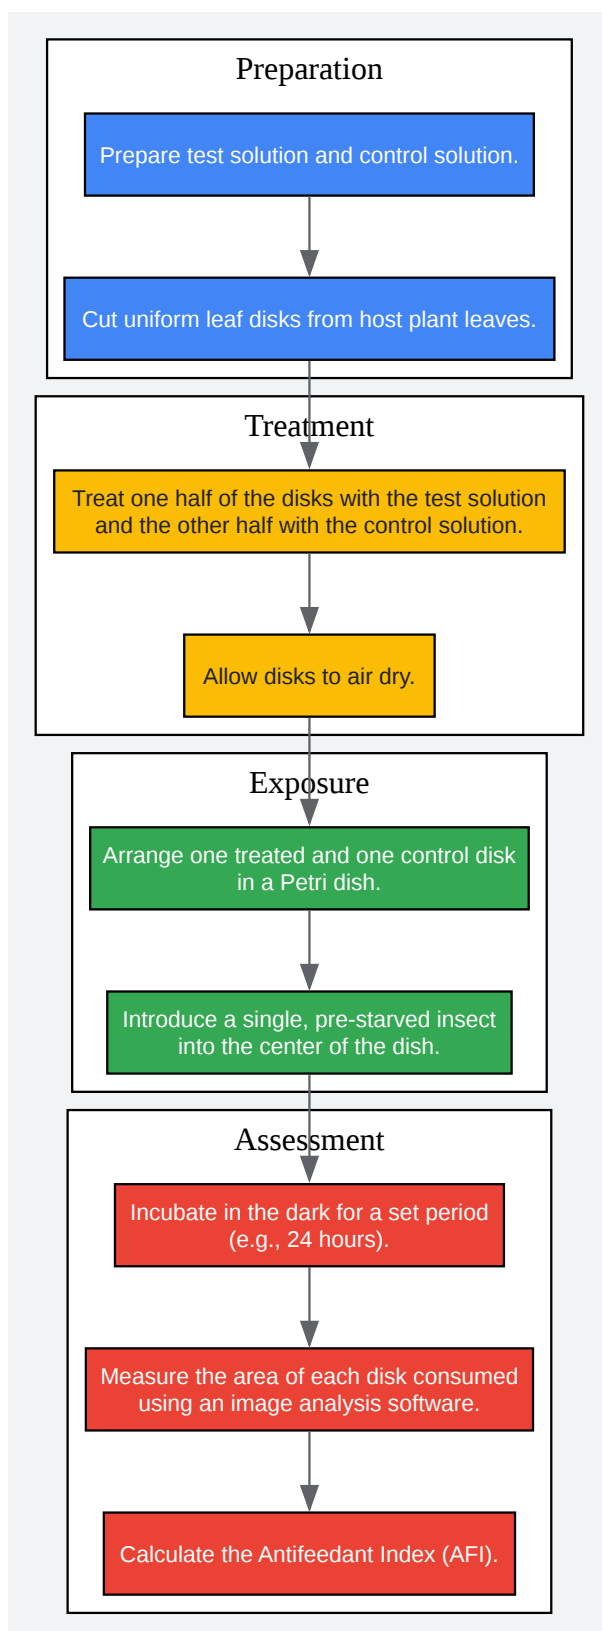 Preparation
Prepare test solution and control solution.
Cut uniform leaf disks from host plant leaves.
Treatment
Treat one half of the disks with the test solution
and the other half with the control solution.
Allow disks to air dry.
Exposure
Arrange one treated and one control disk
in a Petri dish.
Introduce a single, pre-starved insect
into the center of the dish.
Assessment
Incubate in the dark for a set period
(e.g., 24 hours).
Measure the area of each disk consumed
using an image analysis software.
Calculate the Antifeedant Index (AFI).